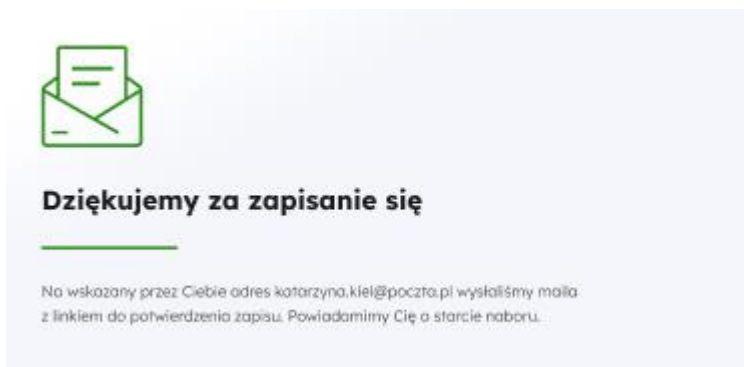 Dziękujemy za zapisanie się
Na wskazany przez Ciebie adres katarzyna.kiel@poczta.pl wysłaliśmy maila
z linkiem do potwierdzenia zapisu. Powiadomimy Cię o starcie naboru.